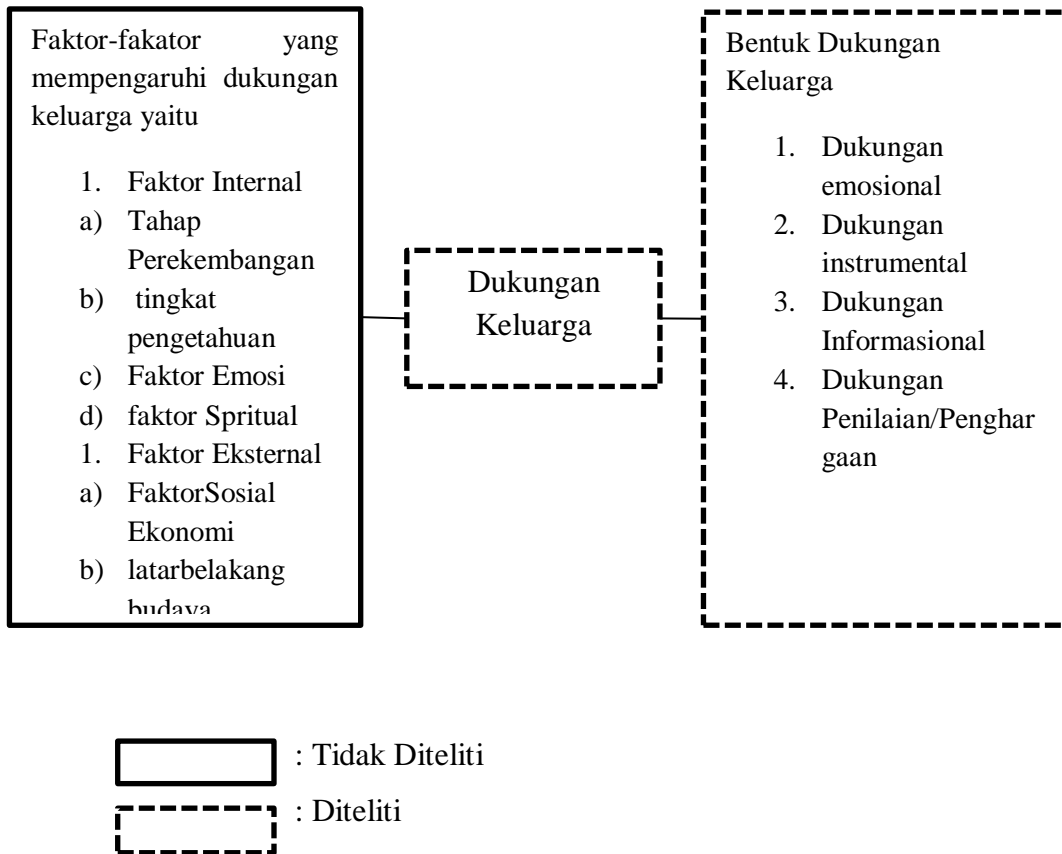 Faktor-fakator yang
mempengaruhi dukungan
keluarga yaitu
1. Faktor Internal
a) Tahap
Perekembangan
b) tingkat
pengetahuan
c) Faktor Emosi
d) faktor Spritual
1. Faktor Eksternal
a) FaktorSosial
Ekonomi
b) latarbelakang
budaya
Dukungan
Keluarga
Bentuk Dukungan
Keluarga
1. Dukungan
emosional
2. Dukungan
instrumental
3. Dukungan
Informasional
4. Dukungan
Penilaian/Penghar
gaan
: Tidak Diteliti
: Diteliti